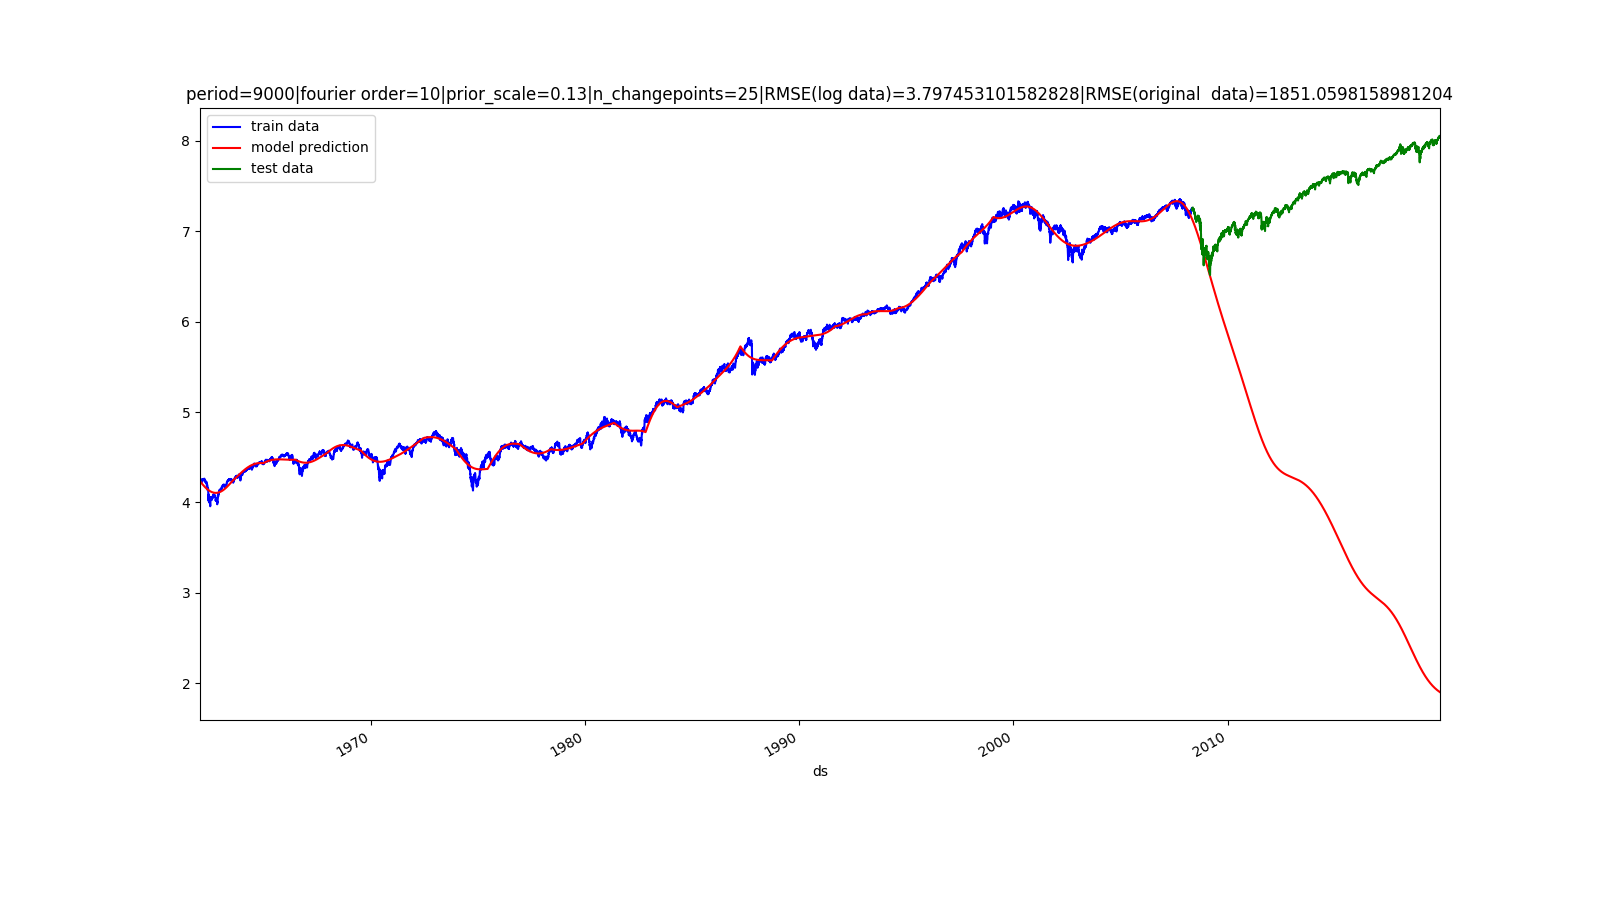 period=9000|fourier order=10|prior_scale=0.13|n_changepoints=25|RMSE(log data)=3.797453101582828|RMSE(original  data)=1851.0598158981204
train data
model prediction
test data
8
7
6
5
4
3
2
1970
1980
1990
2000
2010
ds